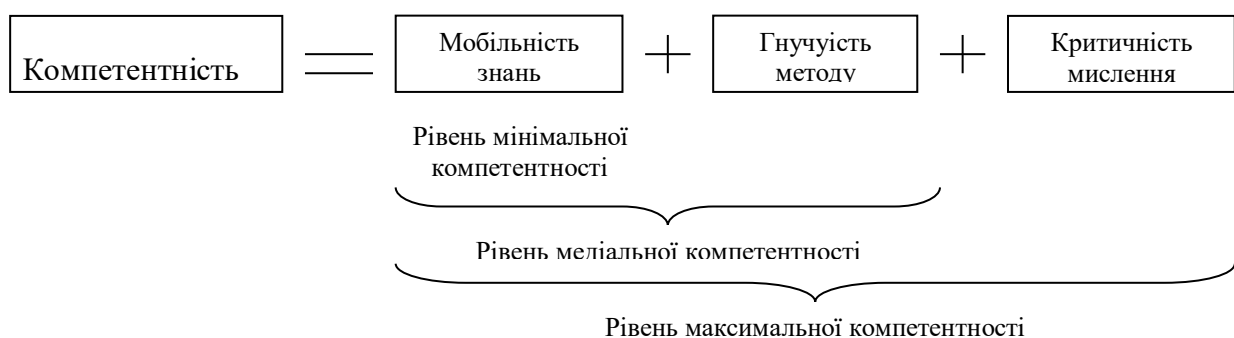 Компетентність
Мобільність
знань
Гнучуість
методу
Критичність
мислення
Рівень мінімальної
компетентності
Рівень медіальної компетентності
Рівень максимальної компетентності